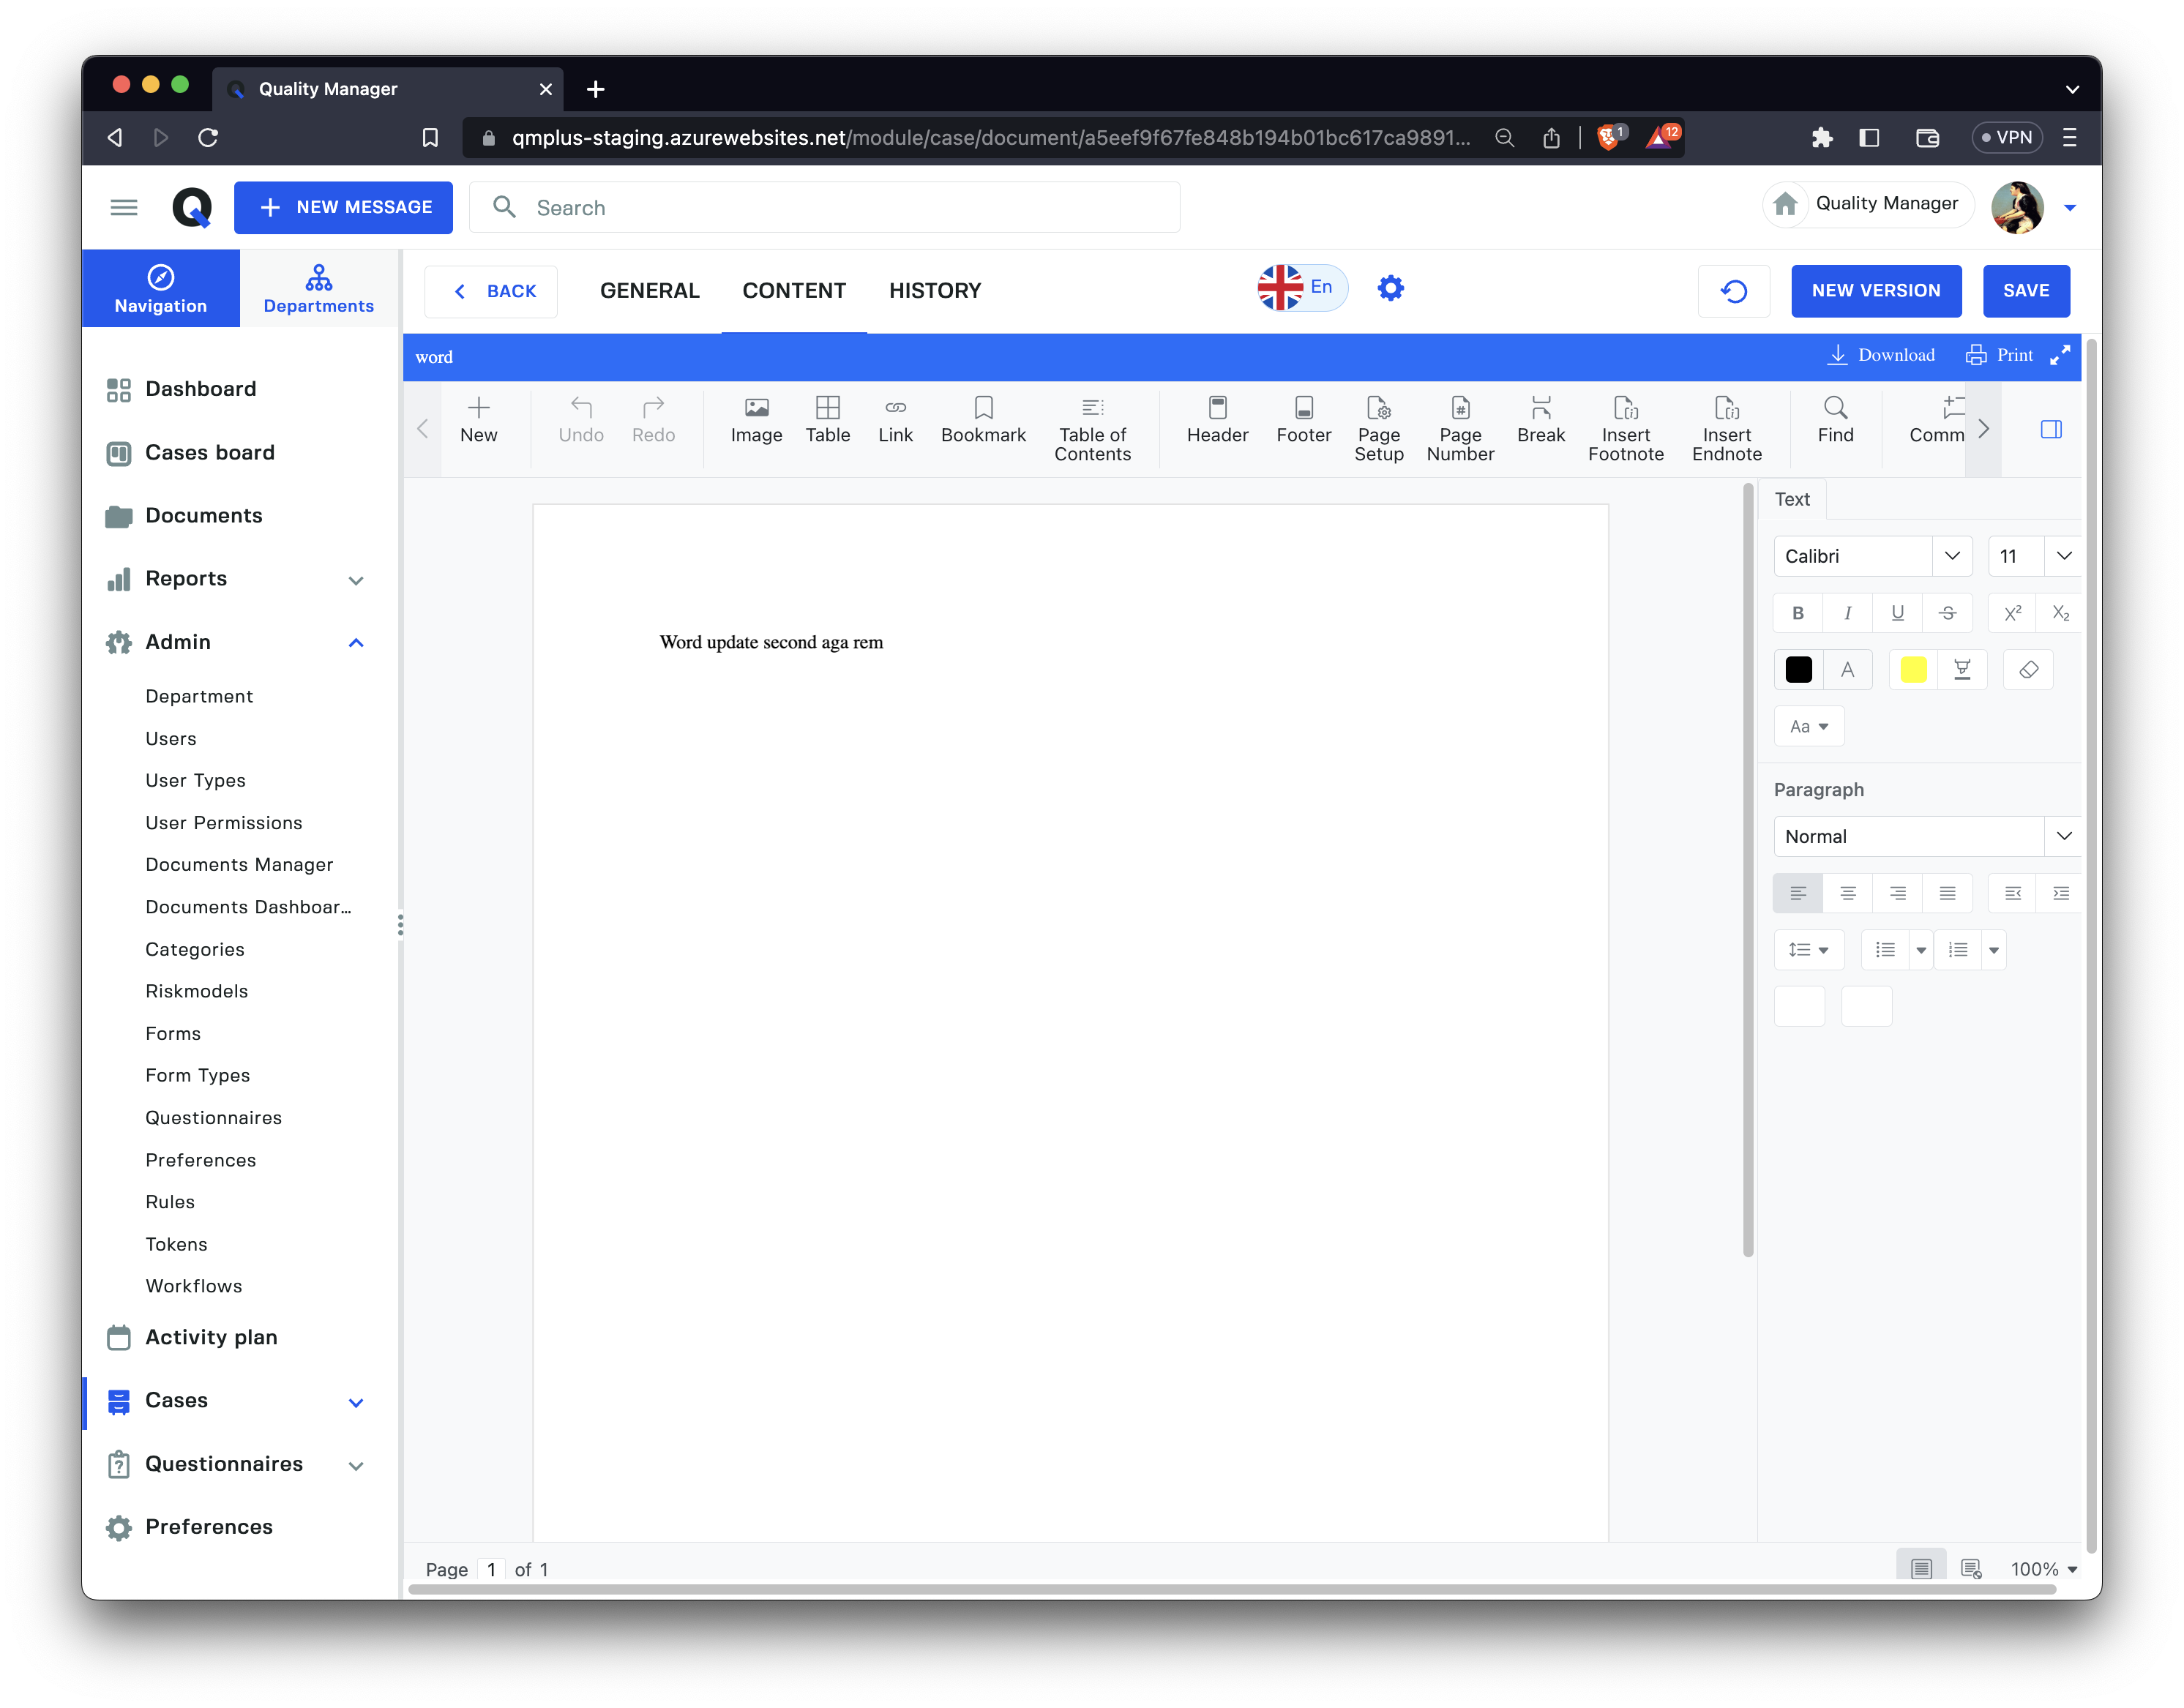 Quality Manager
qmplus-staging.azurewebsites.net/module/case/document/a5eef9f67fe848b194b01bc617ca9891...
1
12
VPN
NEW MESSAGE
Search
Quality Manager
Navigation
Departments
BACK
GENERAL
CONTENT
HISTORY
En
NEW VERSION
SAVE
word
Download
Print
New
Undo
Redo
Image
Table
Link
Bookmark
Table of
Contents
Header
Footer
Page
Setup
Page
Number
Break
Insert
Footnote
Insert
Endnote
Find
Comm
Dashboard
Cases board
Documents
Reports
Admin
Department
Users
User Types
User Permissions
Documents Manager
Documents Dashboar...
Categories
Riskmodels
Forms
Form Types
Questionnaires
Preferences
Rules
Tokens
Workflows
Activity plan
Cases
Questionnaires
Preferences
Word update second aga rem
Text
Calibri
11
B I U S X² X₂
A
Aa
Paragraph
Normal
Page 1 of 1
100%